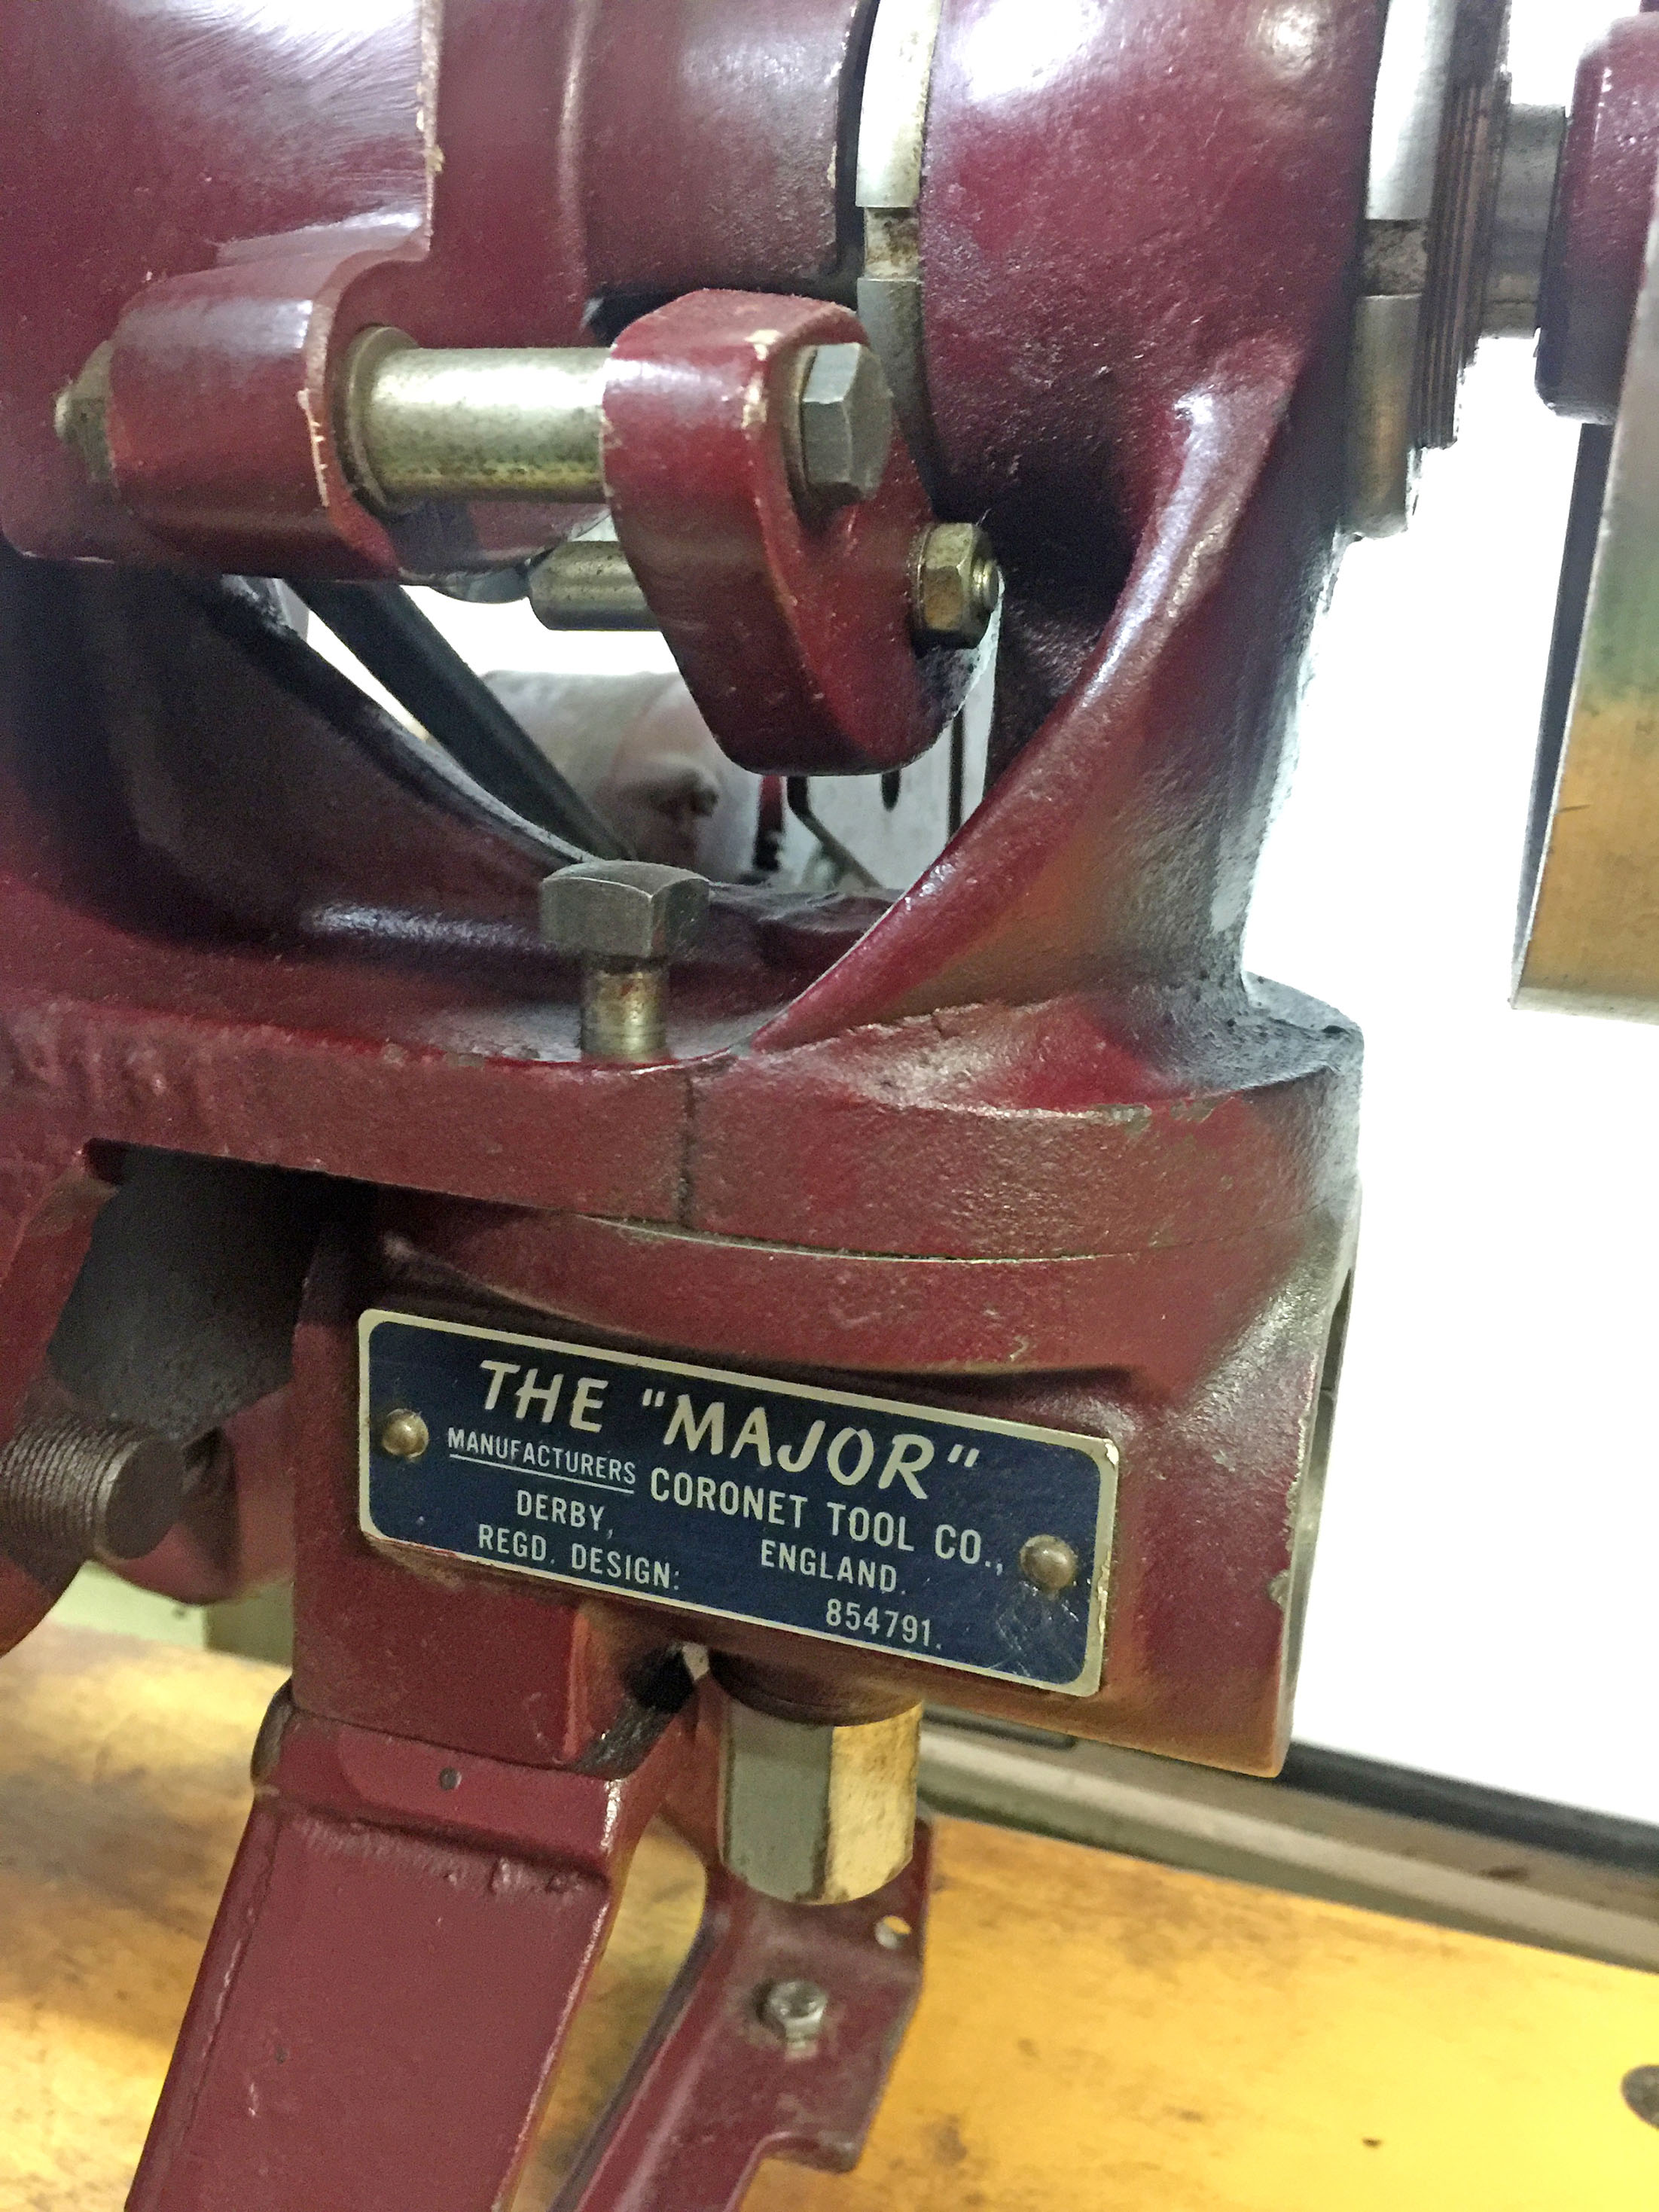 THE "MAJOR"
MANUFACTURERS CORONET TOOL CO.,
DERBY, ENGLAND.
REGD. DESIGN: 854791.